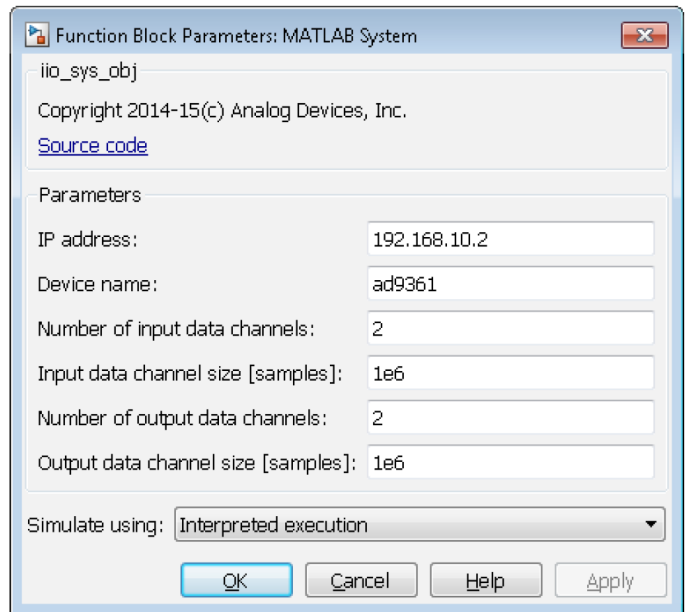 Function Block Parameters: MATLAB System
iio_sys_obj
Copyright 2014-15(c) Analog Devices, Inc.
Source code
Parameters
IP address: 192.168.10.2
Device name: ad9361
Number of input data channels: 2
Input data channel size [samples]: 1e6
Number of output data channels: 2
Output data channel size [samples]: 1e6
Simulate using: Interpreted execution
OK Cancel Help Apply